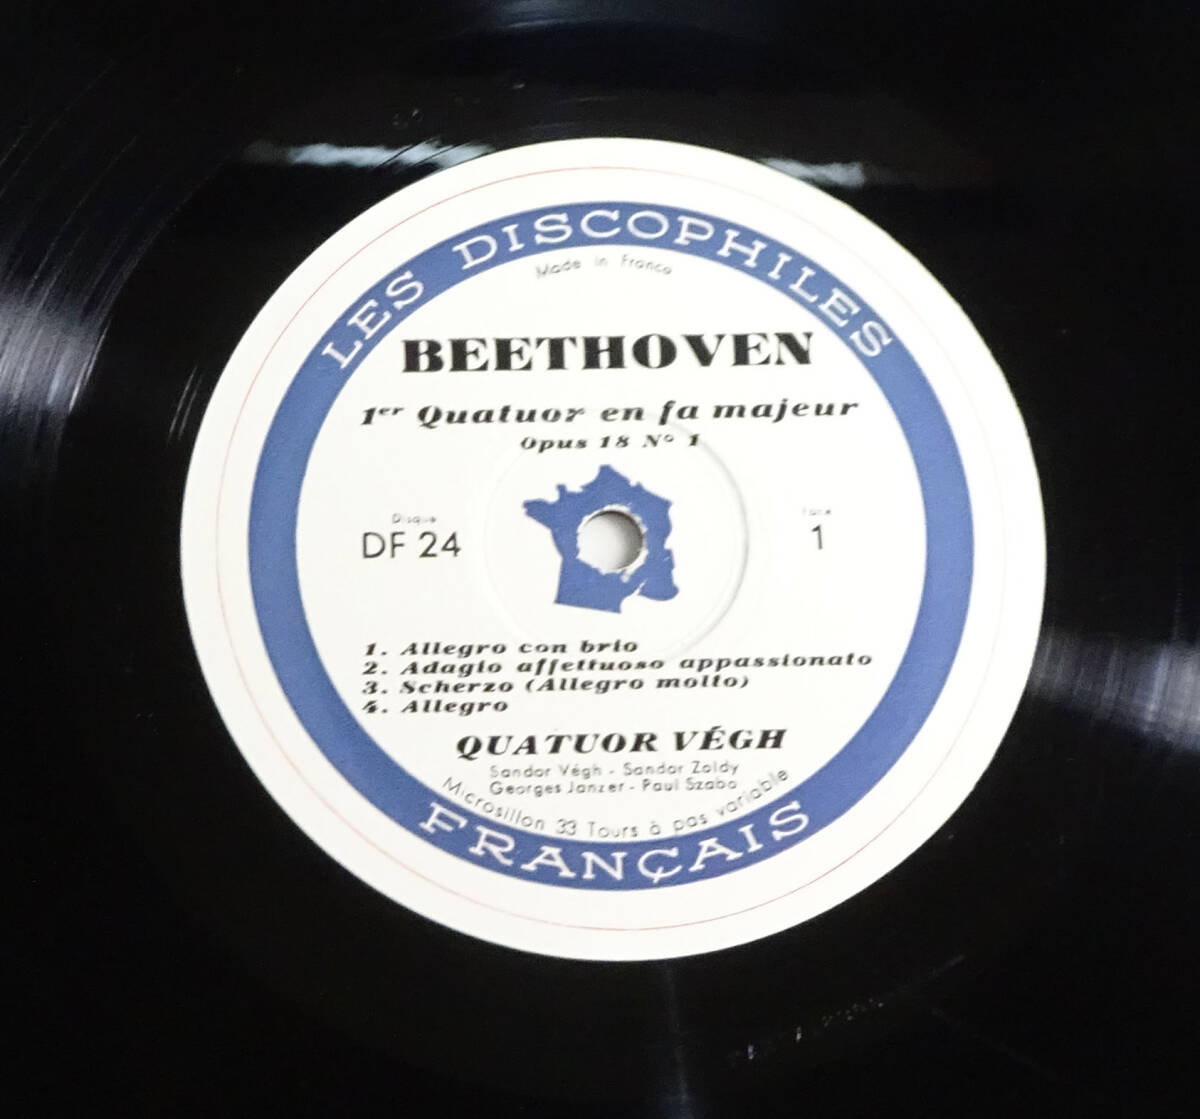 LES DISCOPHILES
Made in France
BEETHOVEN
1er Quatuor en fa majeur
Opus 18 No 1
Disque
DF 24
Face
1
1. Allegro con brio
2. Adagio affettuoso appassionato
3. Scherzo (Allegro molto)
4. Allegro
QUATUOR VÉGH
Sandor Végh - Sandor Zoldy
Georges Janzer - Paul Szabo
Microsillon 33 Tours à pas variable
FRANÇAIS